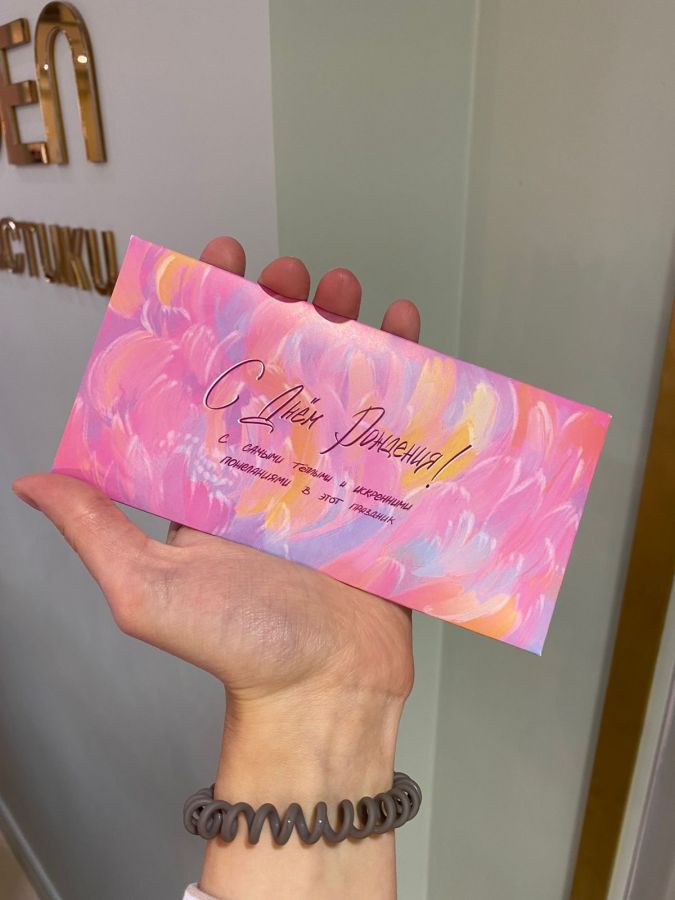 С Днём Рождения!
с самыми тёплыми и искренними
пожеланиями в этот праздник